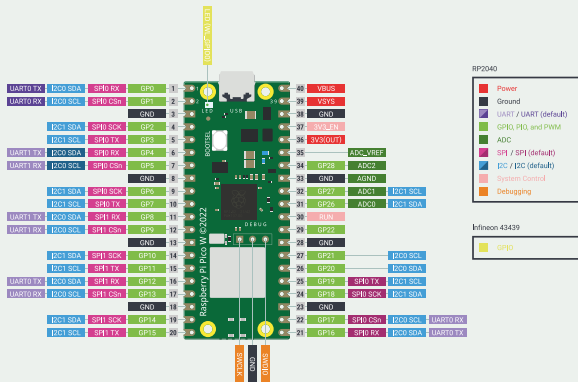 LED (WL_GPIO0)
UART0 TX I2C0 SDA SPI0 RX GP0 1
UART0 RX I2C0 SCL SPI0 CSn GP1 2
GND 3
I2C1 SDA SPI0 SCK GP2 4
I2C1 SCL SPI0 TX GP3 5
UART1 TX I2C0 SDA SPI0 RX GP4 6
UART1 RX I2C0 SCL SPI0 CSn GP5 7
GND 8
I2C1 SDA SPI0 SCK GP6 9
I2C1 SCL SPI0 TX GP7 10
UART1 TX I2C0 SDA SPI1 RX GP8 11
UART1 RX I2C0 SCL SPI1 CSn GP9 12
GND 13
I2C1 SDA SPI1 SCK GP10 14
I2C1 SCL SPI1 TX GP11 15
UART0 TX I2C0 SDA SPI1 RX GP12 16
UART0 RX I2C0 SCL SPI1 CSn GP13 17
GND 18
I2C1 SDA SPI1 SCK GP14 19
I2C1 SCL SPI1 TX GP15 20
LED
USB
1
2
39
BOOTSEL
DEBUG
Raspberry Pi Pico W ©2022
40 VBUS
39 VSYS
38 GND
37 3V3_EN
36 3V3(OUT)
35 ADC_VREF
34 GP28 ADC2
33 GND AGND
32 GP27 ADC1 I2C1 SCL
31 GP26 ADC0 I2C1 SDA
30 RUN
29 GP22
28 GND
27 GP21 I2C0 SCL
26 GP20 I2C0 SDA
25 GP19 SPI0 TX I2C1 SCL
24 GP18 SPI0 SCK I2C1 SDA
23 GND
22 GP17 SPI0 CSn I2C0 SCL UART0 RX
21 GP16 SPI0 RX I2C0 SDA UART0 TX
SWCLK
GND
SWDIO
RP2040
Power
Ground
UART / UART (default)
GPIO, PIO, and PWM
ADC
SPI / SPI (default)
I2C / I2C (default)
System Control
Debugging
Infineon 43439
GPIO